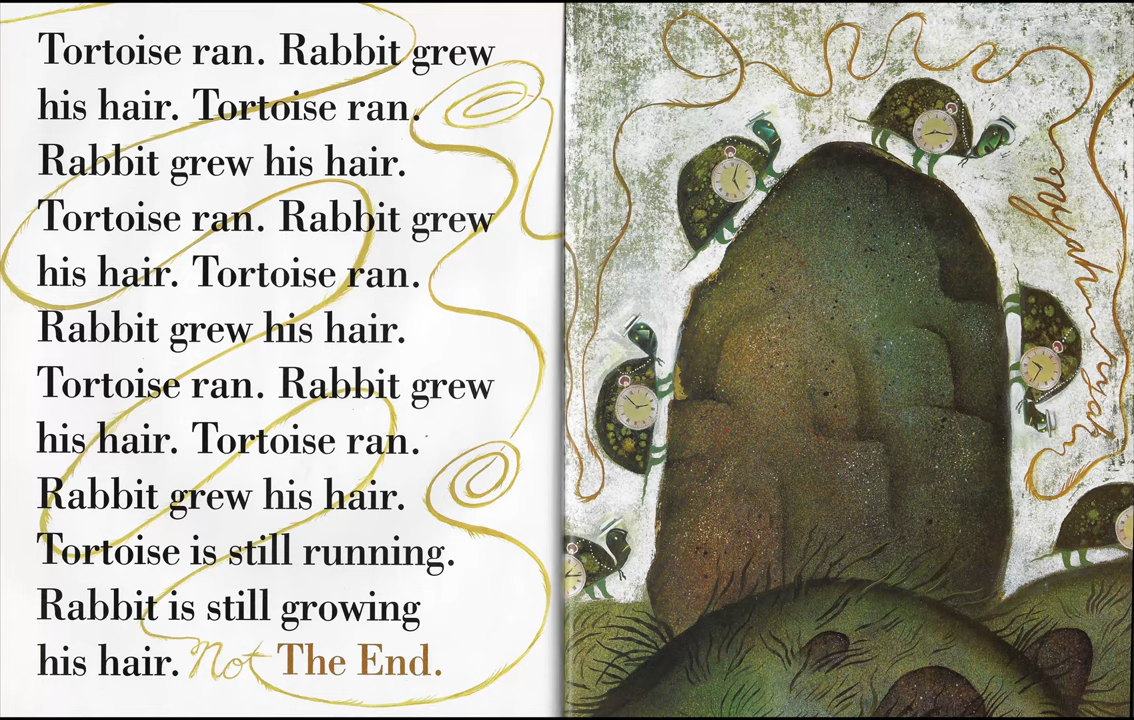 Tortoise ran. Rabbit grew
his hair. Tortoise ran.
Rabbit grew his hair.
Tortoise ran. Rabbit grew
his hair. Tortoise ran.
Rabbit grew his hair.
Tortoise ran. Rabbit grew
his hair. Tortoise ran.
Rabbit grew his hair.
Tortoise is still running.
Rabbit is still growing
his hair. Not The End.
nyah nyah